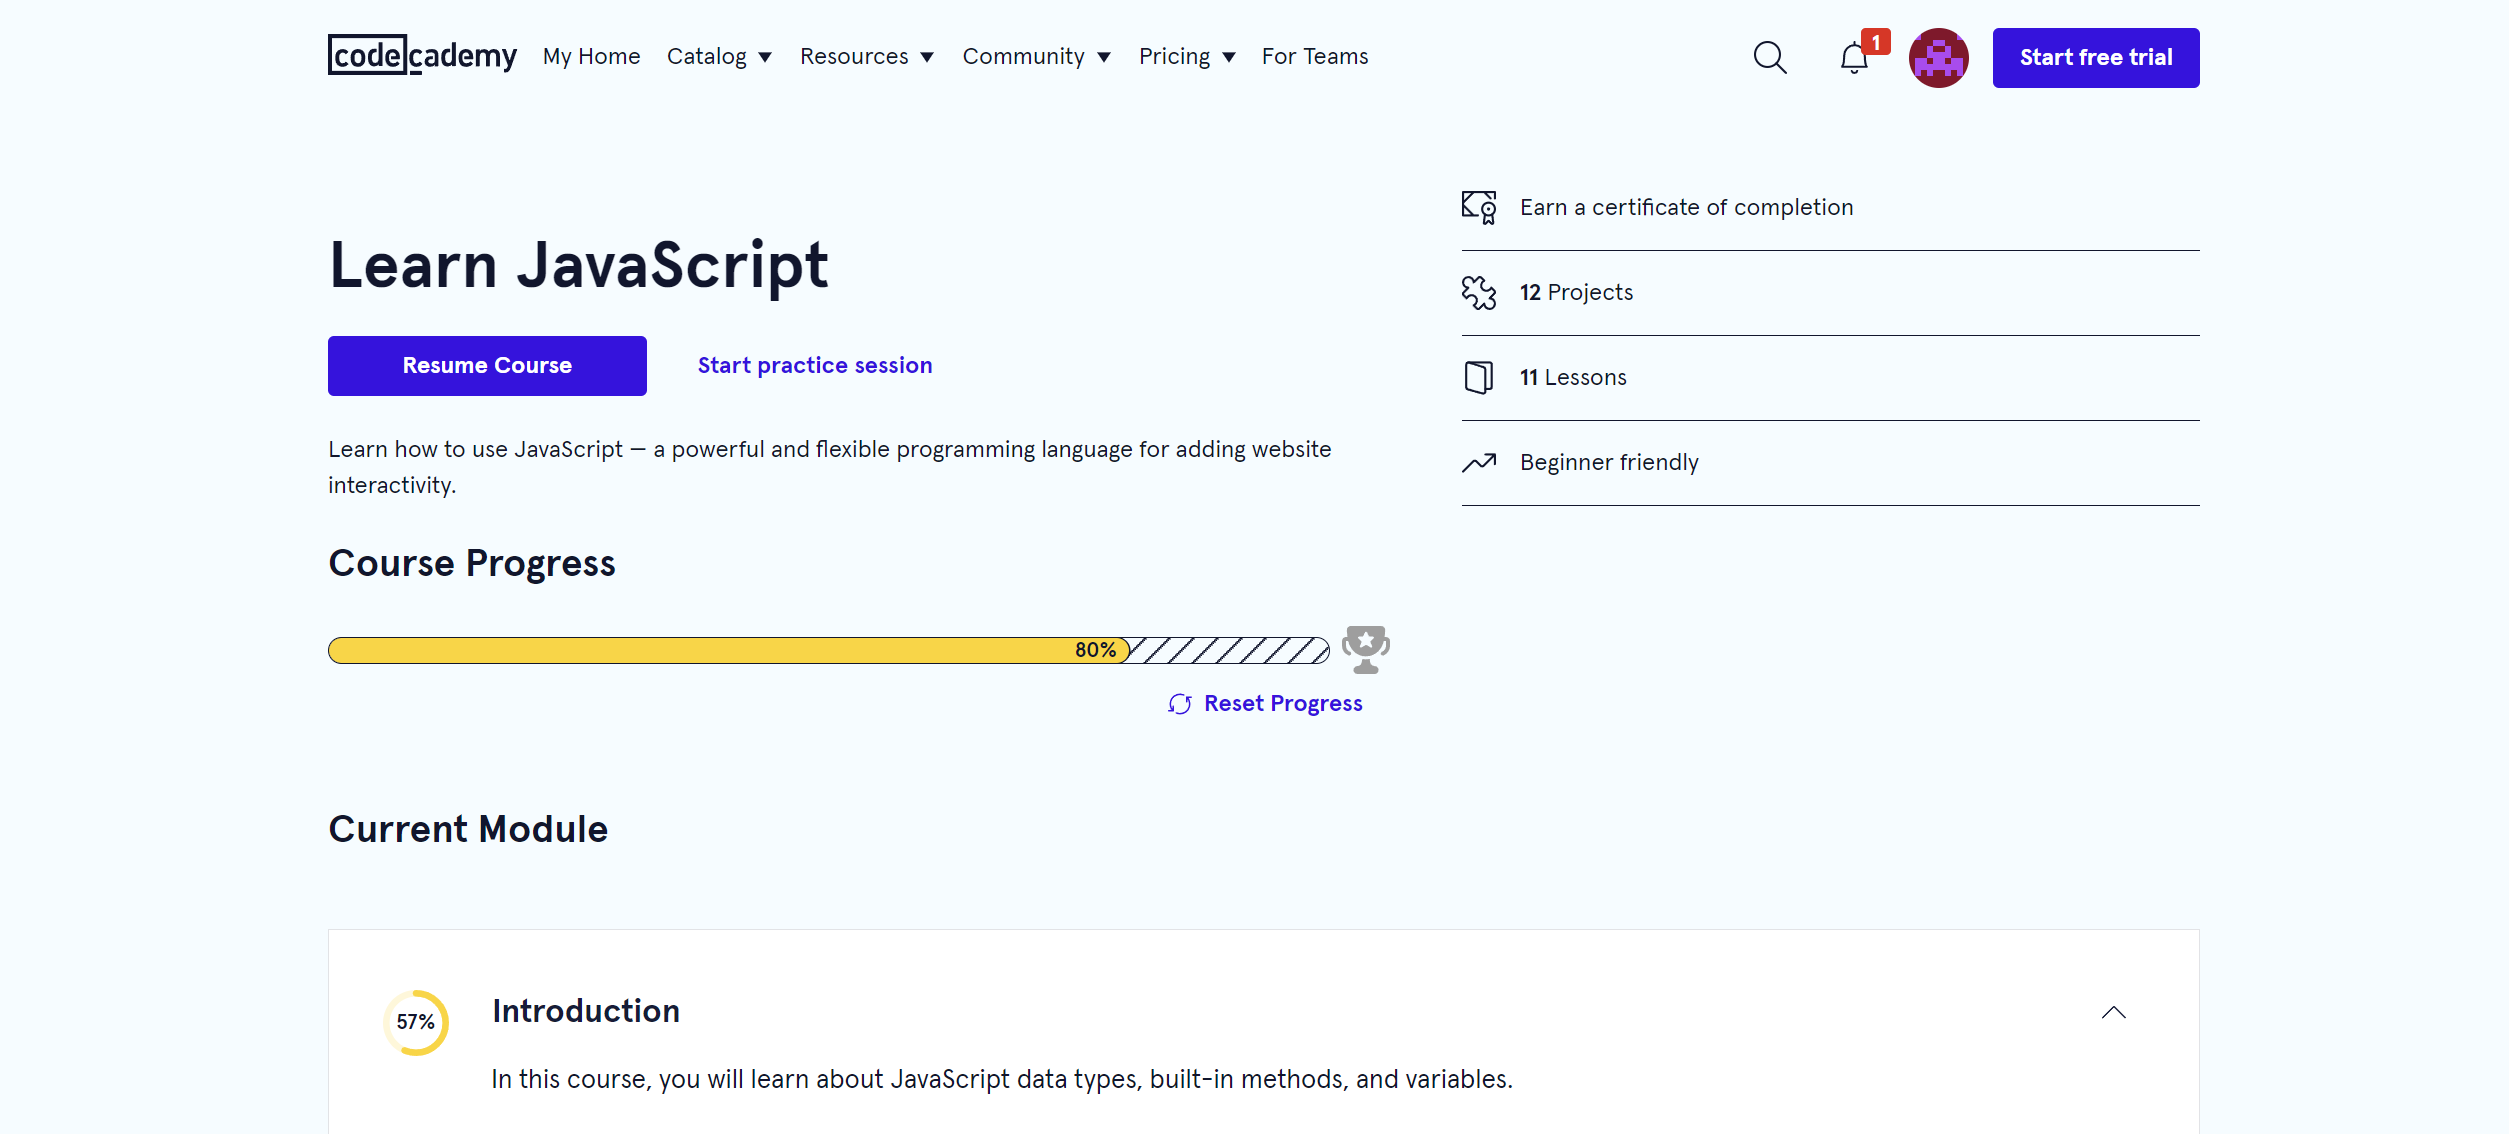 codecademy My Home Catalog Resources Community Pricing For Teams 1 Start free trial
Learn JavaScript
Resume Course Start practice session
Learn how to use JavaScript — a powerful and flexible programming language for adding website
interactivity.
Earn a certificate of completion
12 Projects
11 Lessons
Beginner friendly
Course Progress
80%
Reset Progress
Current Module
57% Introduction
In this course, you will learn about JavaScript data types, built-in methods, and variables.